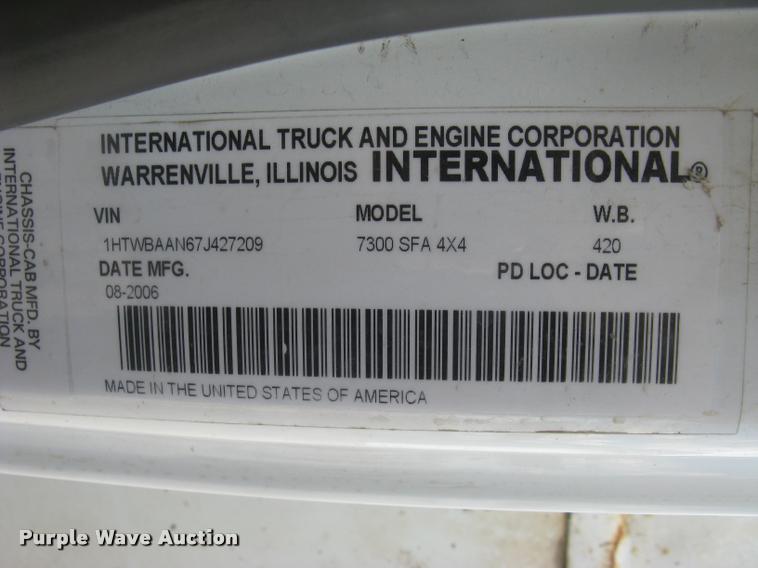 INTERNATIONAL TRUCK AND ENGINE CORPORATION
WARRENVILLE, ILLINOIS INTERNATIONAL®
VIN MODEL W.B.
1HTWBAAN67J427209 7300 SFA 4X4 420
DATE MFG. PD LOC - DATE
08-2006
MADE IN THE UNITED STATES OF AMERICA
CHASSIS-CAB MFD. BY
INTERNATIONAL TRUCK AND
ENGINE CORPORATION
Purple Wave Auction